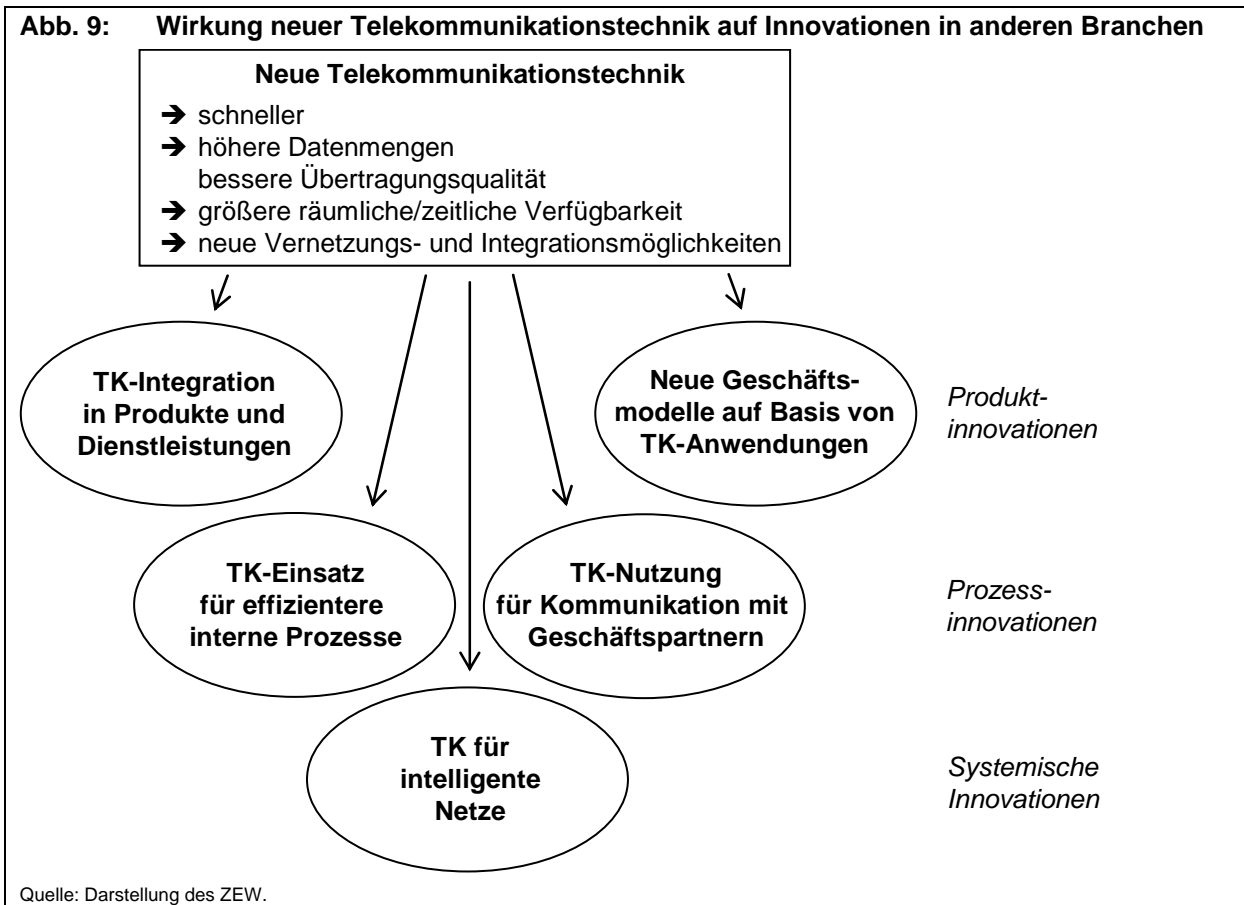 Abb. 9: Wirkung neuer Telekommunikationstechnik auf Innovationen in anderen Branchen
Neue Telekommunikationstechnik
➔ schneller
➔ höhere Datenmengen
bessere Übertragungsqualität
➔ größere räumliche/zeitliche Verfügbarkeit
➔ neue Vernetzungs- und Integrationsmöglichkeiten
TK-Integration
in Produkte und
Dienstleistungen
Neue Geschäfts-
modelle auf Basis von
TK-Anwendungen
Produkt-
innovationen
TK-Einsatz
für effizientere
interne Prozesse
TK-Nutzung
für Kommunikation mit
Geschäftspartnern
Prozess-
innovationen
TK für
intelligente
Netze
Systemische
Innovationen
Quelle: Darstellung des ZEW.